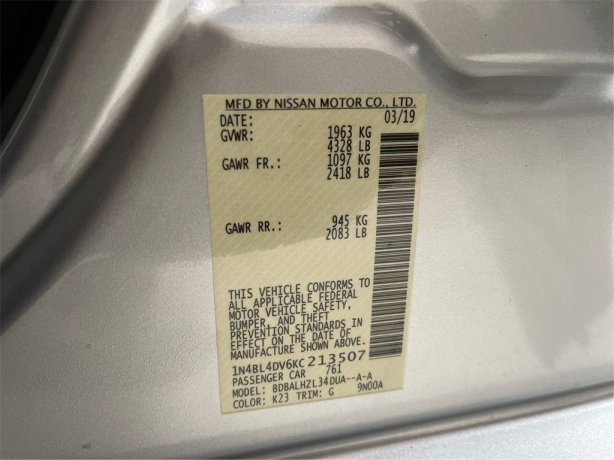 MFD BY NISSAN MOTOR CO., LTD.
DATE: 03/19
GVWR: 1963 KG
4328 LB
GAWR FR.: 1097 KG
2418 LB
GAWR RR.: 945 KG
2083 LB
THIS VEHICLE CONFORMS TO
ALL APPLICABLE FEDERAL
MOTOR VEHICLE SAFETY,
BUMPER, AND THEFT
PREVENTION STANDARDS IN
EFFECT ON THE DATE OF
MANUFACTURE SHOWN ABOVE.
1N4BL4DV6KC213507
PASSENGER CAR 761
MODEL: BDBALHZL34DUA--A-A
COLOR: K23 TRIM: G 9N00A